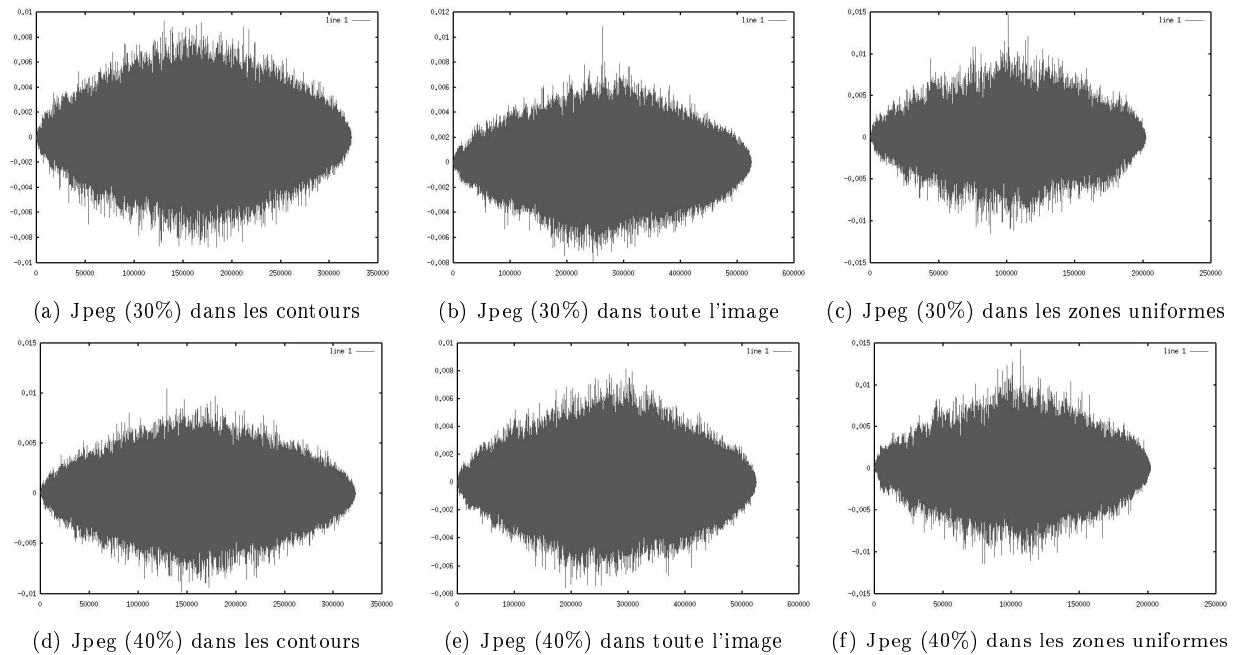 0.01
line 1
0.008
0.006
0.004
0.002
0
-0.002
-0.004
-0.006
-0.008
-0.01
0 50000 100000 150000 200000 250000 300000 350000
(a) Jpeg (30%) dans les contours
0.012
line 1
0.01
0.008
0.006
0.004
0.002
0
-0.002
-0.004
-0.006
-0.008
0 100000 200000 300000 400000 500000 600000
(b) Jpeg (30%) dans toute l'image
0.015
line 1
0.01
0.005
0
-0.005
-0.01
-0.015
0 50000 100000 150000 200000 250000
(c) Jpeg (30%) dans les zones uniformes
0.015
line 1
0.01
0.005
0
-0.005
-0.01
0 50000 100000 150000 200000 250000 300000 350000
(d) Jpeg (40%) dans les contours
0.01
line 1
0.008
0.006
0.004
0.002
0
-0.002
-0.004
-0.006
-0.008
0 100000 200000 300000 400000 500000 600000
(e) Jpeg (40%) dans toute l'image
0.015
line 1
0.01
0.005
0
-0.005
-0.01
-0.015
0 50000 100000 150000 200000 250000
(f) Jpeg (40%) dans les zones uniformes